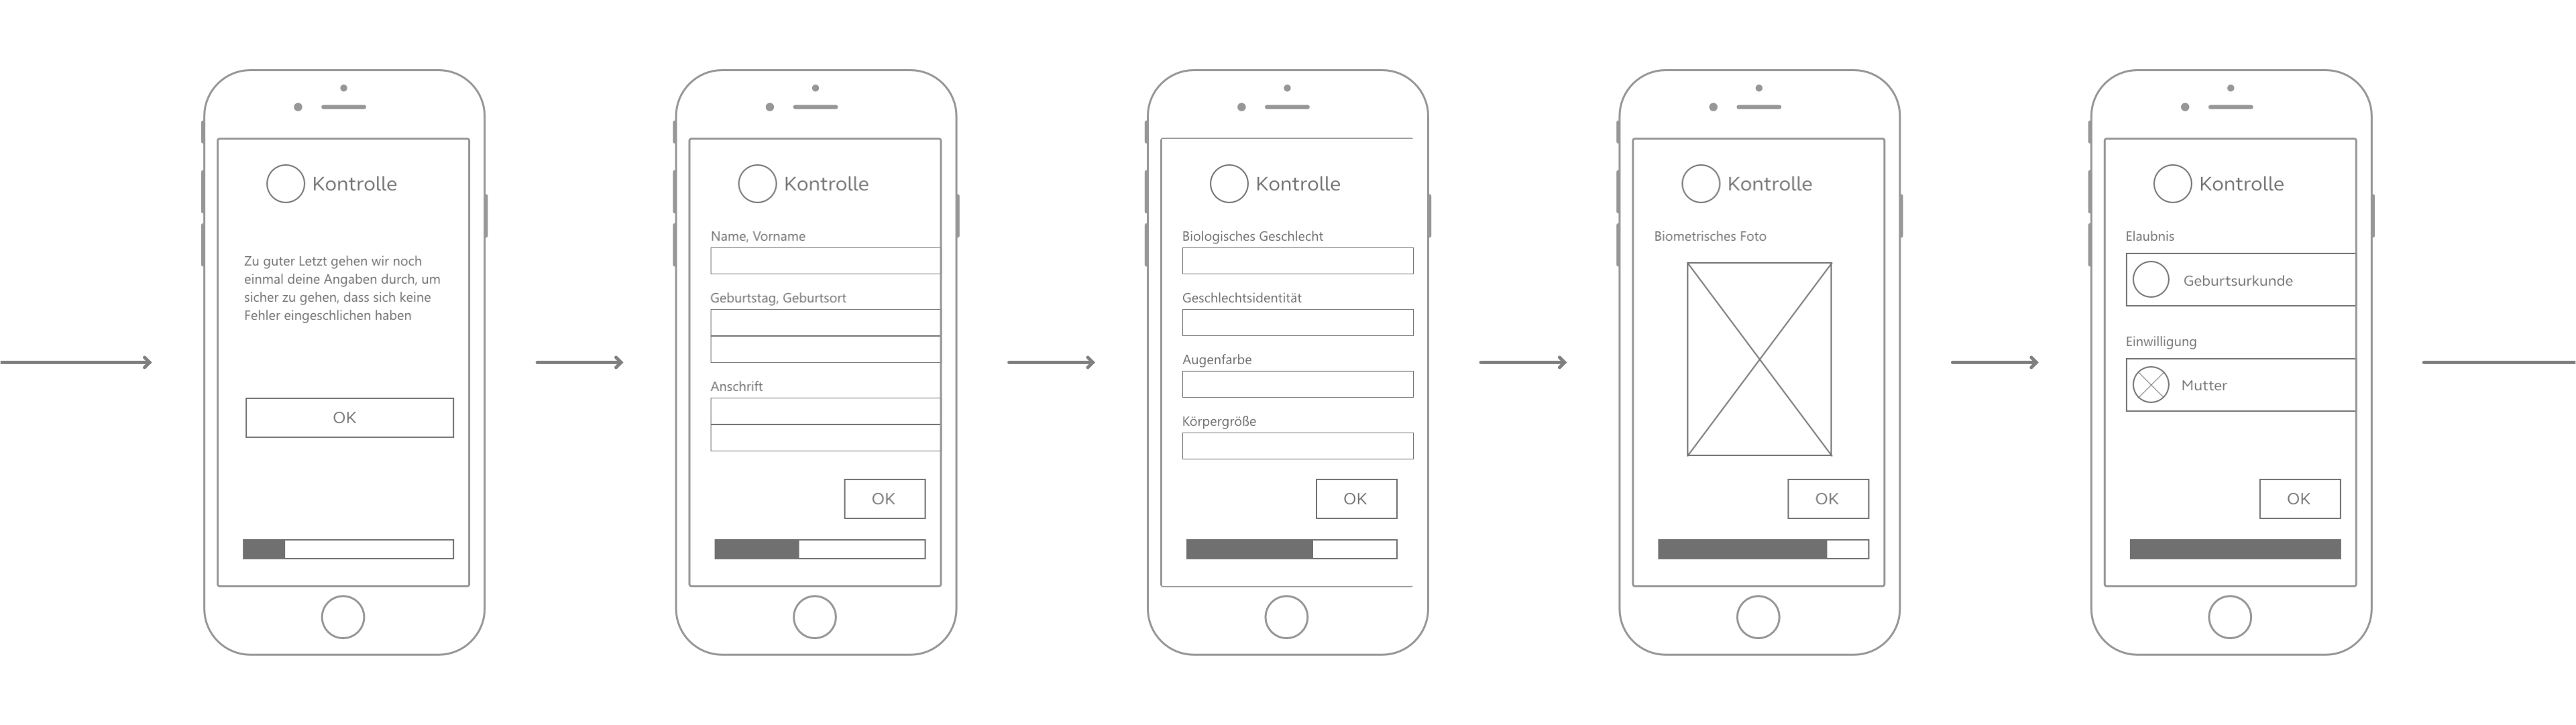 Kontrolle
Zu guter Letzt gehen wir noch
einmal deine Angaben durch, um
sicher zu gehen, dass sich keine
Fehler eingeschlichen haben
OK
Kontrolle
Name, Vorname
Geburtstag, Geburtsort
Anschrift
OK
Kontrolle
Biologisches Geschlecht
Geschlechtsidentität
Augenfarbe
Körpergröße
OK
Kontrolle
Biometrisches Foto
OK
Kontrolle
Elaubnis
Geburtsurkunde
Einwilligung
Mutter
OK